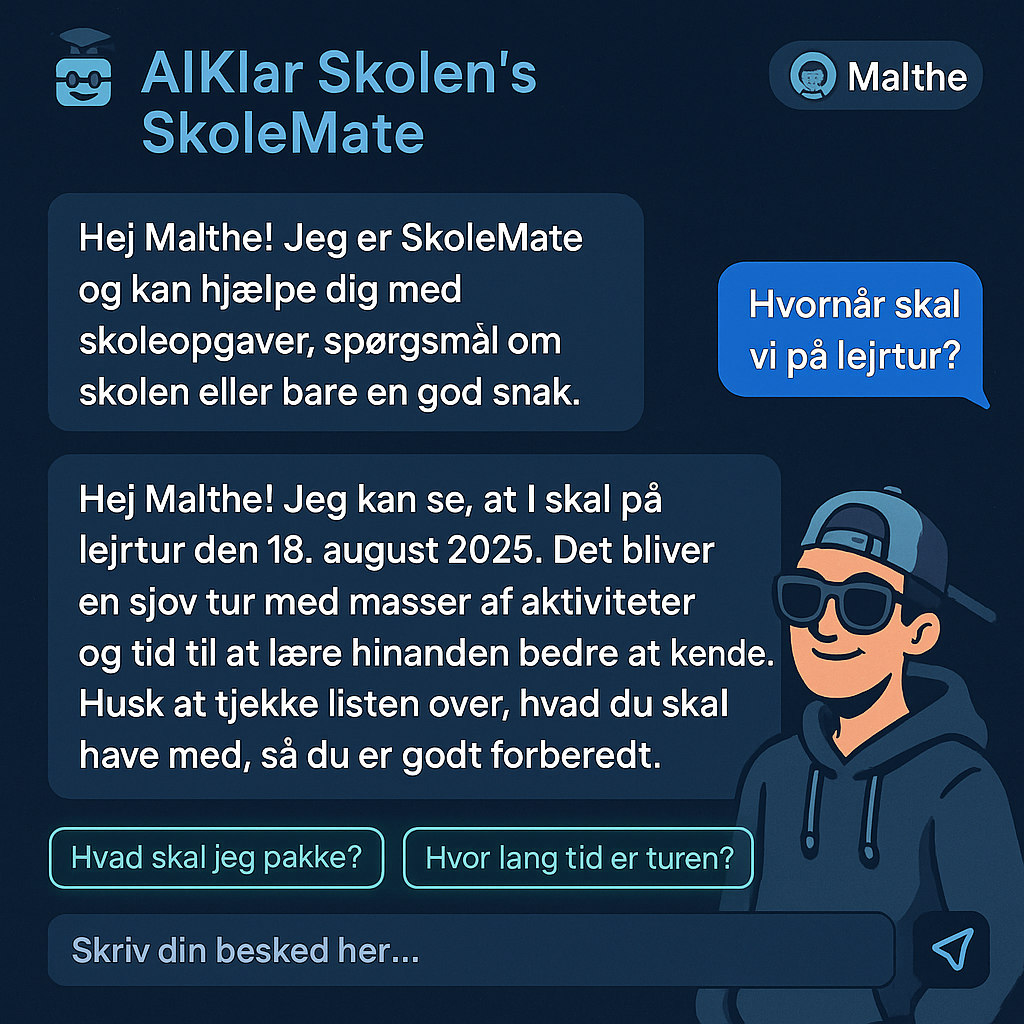 AIKlar Skolen's
SkoleMate
Malthe
Hej Malthe! Jeg er SkoleMate
og kan hjælpe dig med
skoleopgaver, spørgsmål om
skolen eller bare en god snak.
Hvornår skal
vi på lejrtur?
Hej Malthe! Jeg kan se, at I skal på
lejrtur den 18. august 2025. Det bliver
en sjov tur med masser af aktiviteter
og tid til at lære hinanden bedre at kende.
Husk at tjekke listen over, hvad du skal
have med, så du er godt forberedt.
Hvad skal jeg pakke?
Hvor lang tid er turen?
Skriv din besked her...